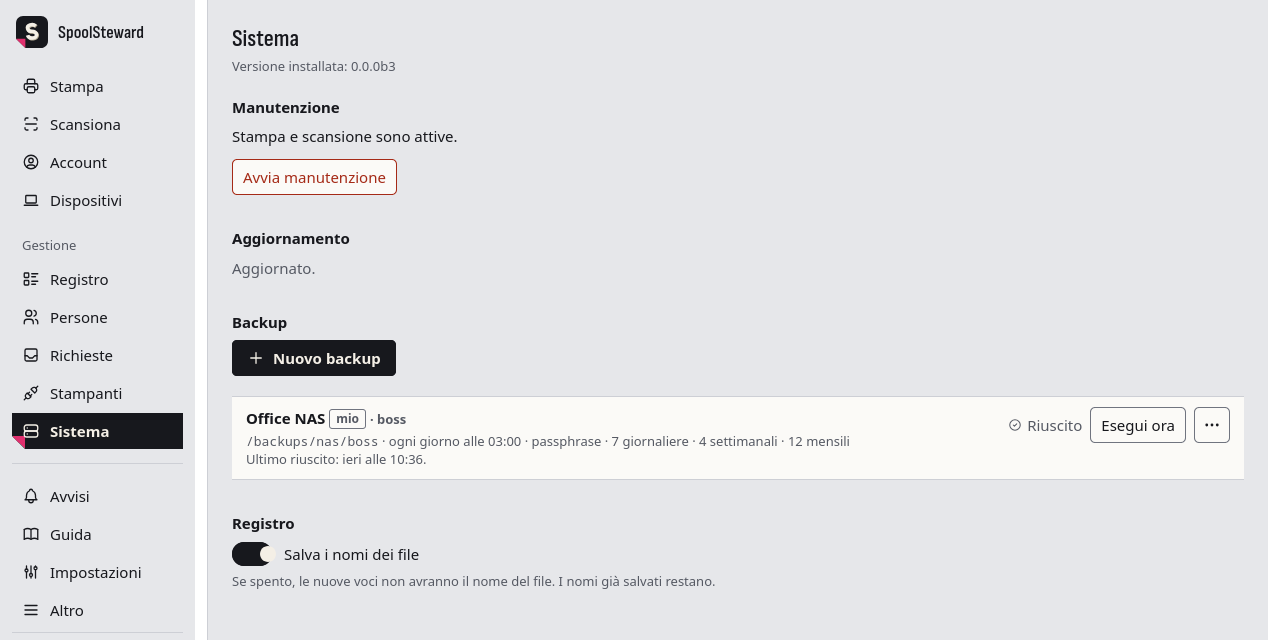 S SpoolSteward
Stampa
Scansiona
Account
Dispositivi
Gestione
Registro
Persone
Richieste
Stampanti
Sistema
Avvisi
Guida
Impostazioni
Altro
Sistema
Versione installata: 0.0.0b3
Manutenzione
Stampa e scansione sono attive.
Avvia manutenzione
Aggiornamento
Aggiornato.
Backup
Nuovo backup
Office NAS mio · boss
/backups/nas/boss · ogni giorno alle 03:00 · passphrase · 7 giornaliere · 4 settimanali · 12 mensili
Ultimo riuscito: ieri alle 10:36.
Riuscito Esegui ora ···
Registro
Salva i nomi dei file
Se spento, le nuove voci non avranno il nome del file. I nomi già salvati restano.